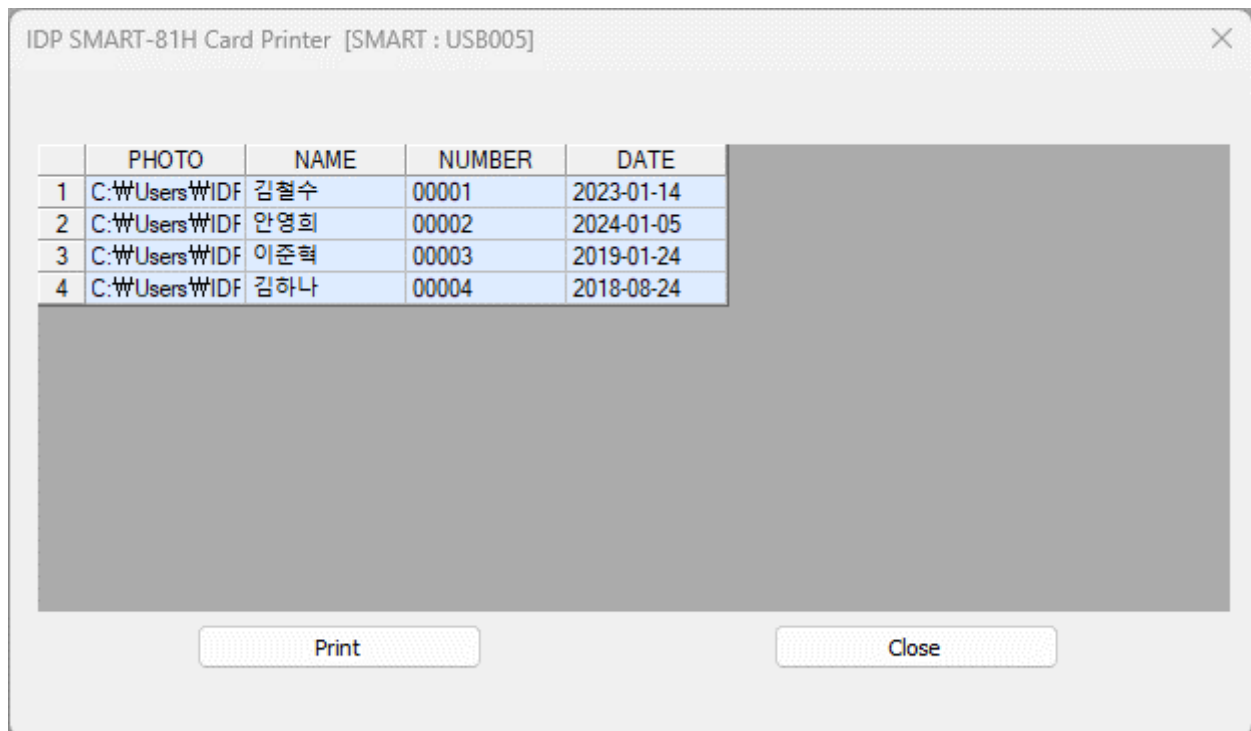 IDP SMART-81H Card Printer [SMART : USB005]
PHOTO NAME NUMBER DATE
1 C:₩Users₩IDF 김철수 00001 2023-01-14
2 C:₩Users₩IDF 안영희 00002 2024-01-05
3 C:₩Users₩IDF 이준혁 00003 2019-01-24
4 C:₩Users₩IDF 김하나 00004 2018-08-24
Print Close